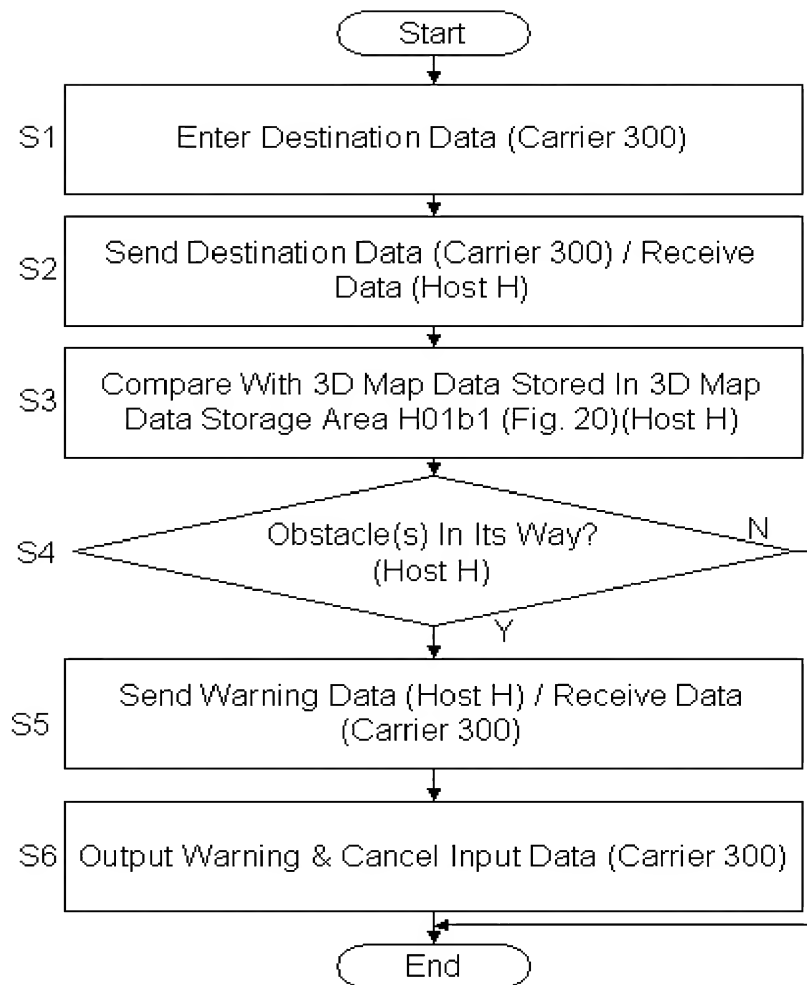 Start
S1
Enter Destination Data (Carrier 300)
S2
Send Destination Data (Carrier 300) / Receive
Data (Host H)
S3
Compare With 3D Map Data Stored In 3D Map
Data Storage Area H01b1 (Fig. 20)(Host H)
S4
Obstacle(s) In Its Way?
(Host H)
N
Y
S5
Send Warning Data (Host H) / Receive Data
(Carrier 300)
S6
Output Warning & Cancel Input Data (Carrier 300)
End